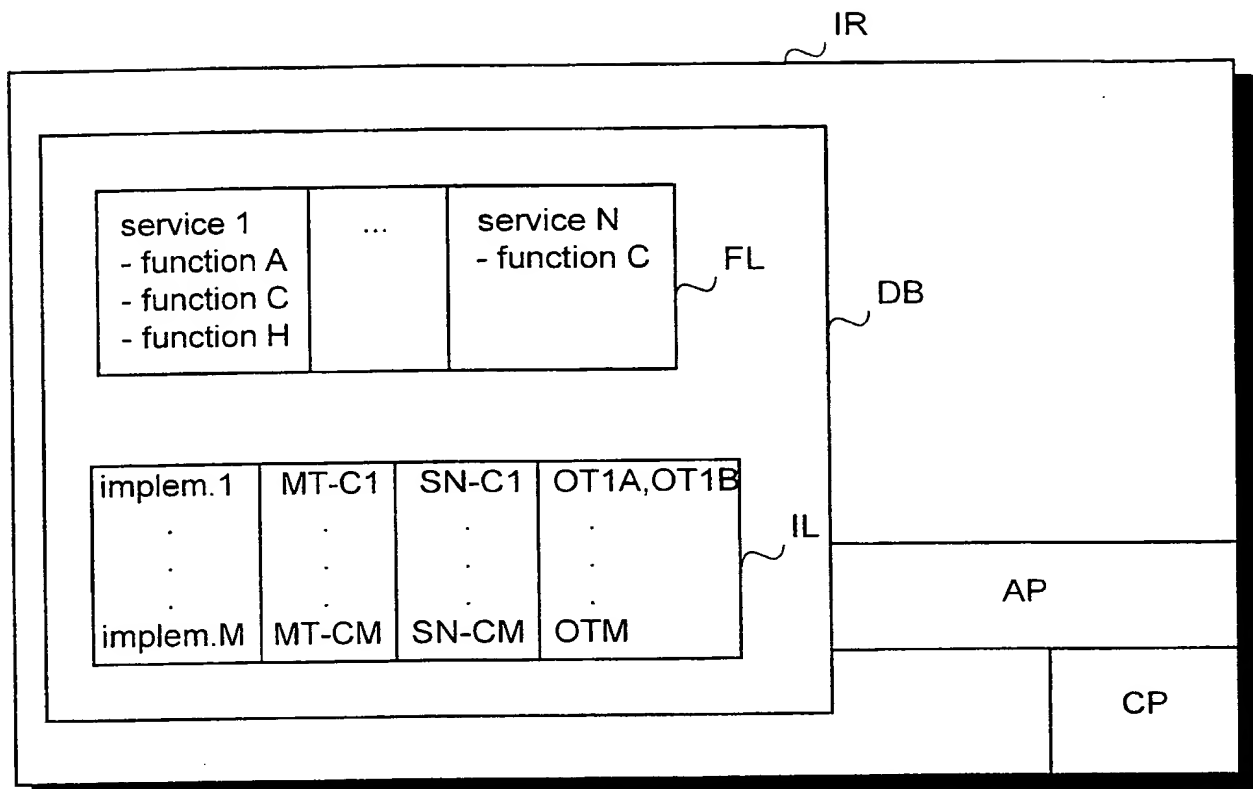 IR
service 1
- function A
- function C
- function H
...
service N
- function C
FL
DB
implem.1 MT-C1 SN-C1 OT1A,OT1B
. . . .
. . . .
. . . .
implem.M MT-CM SN-CM OTM
IL
AP
CP